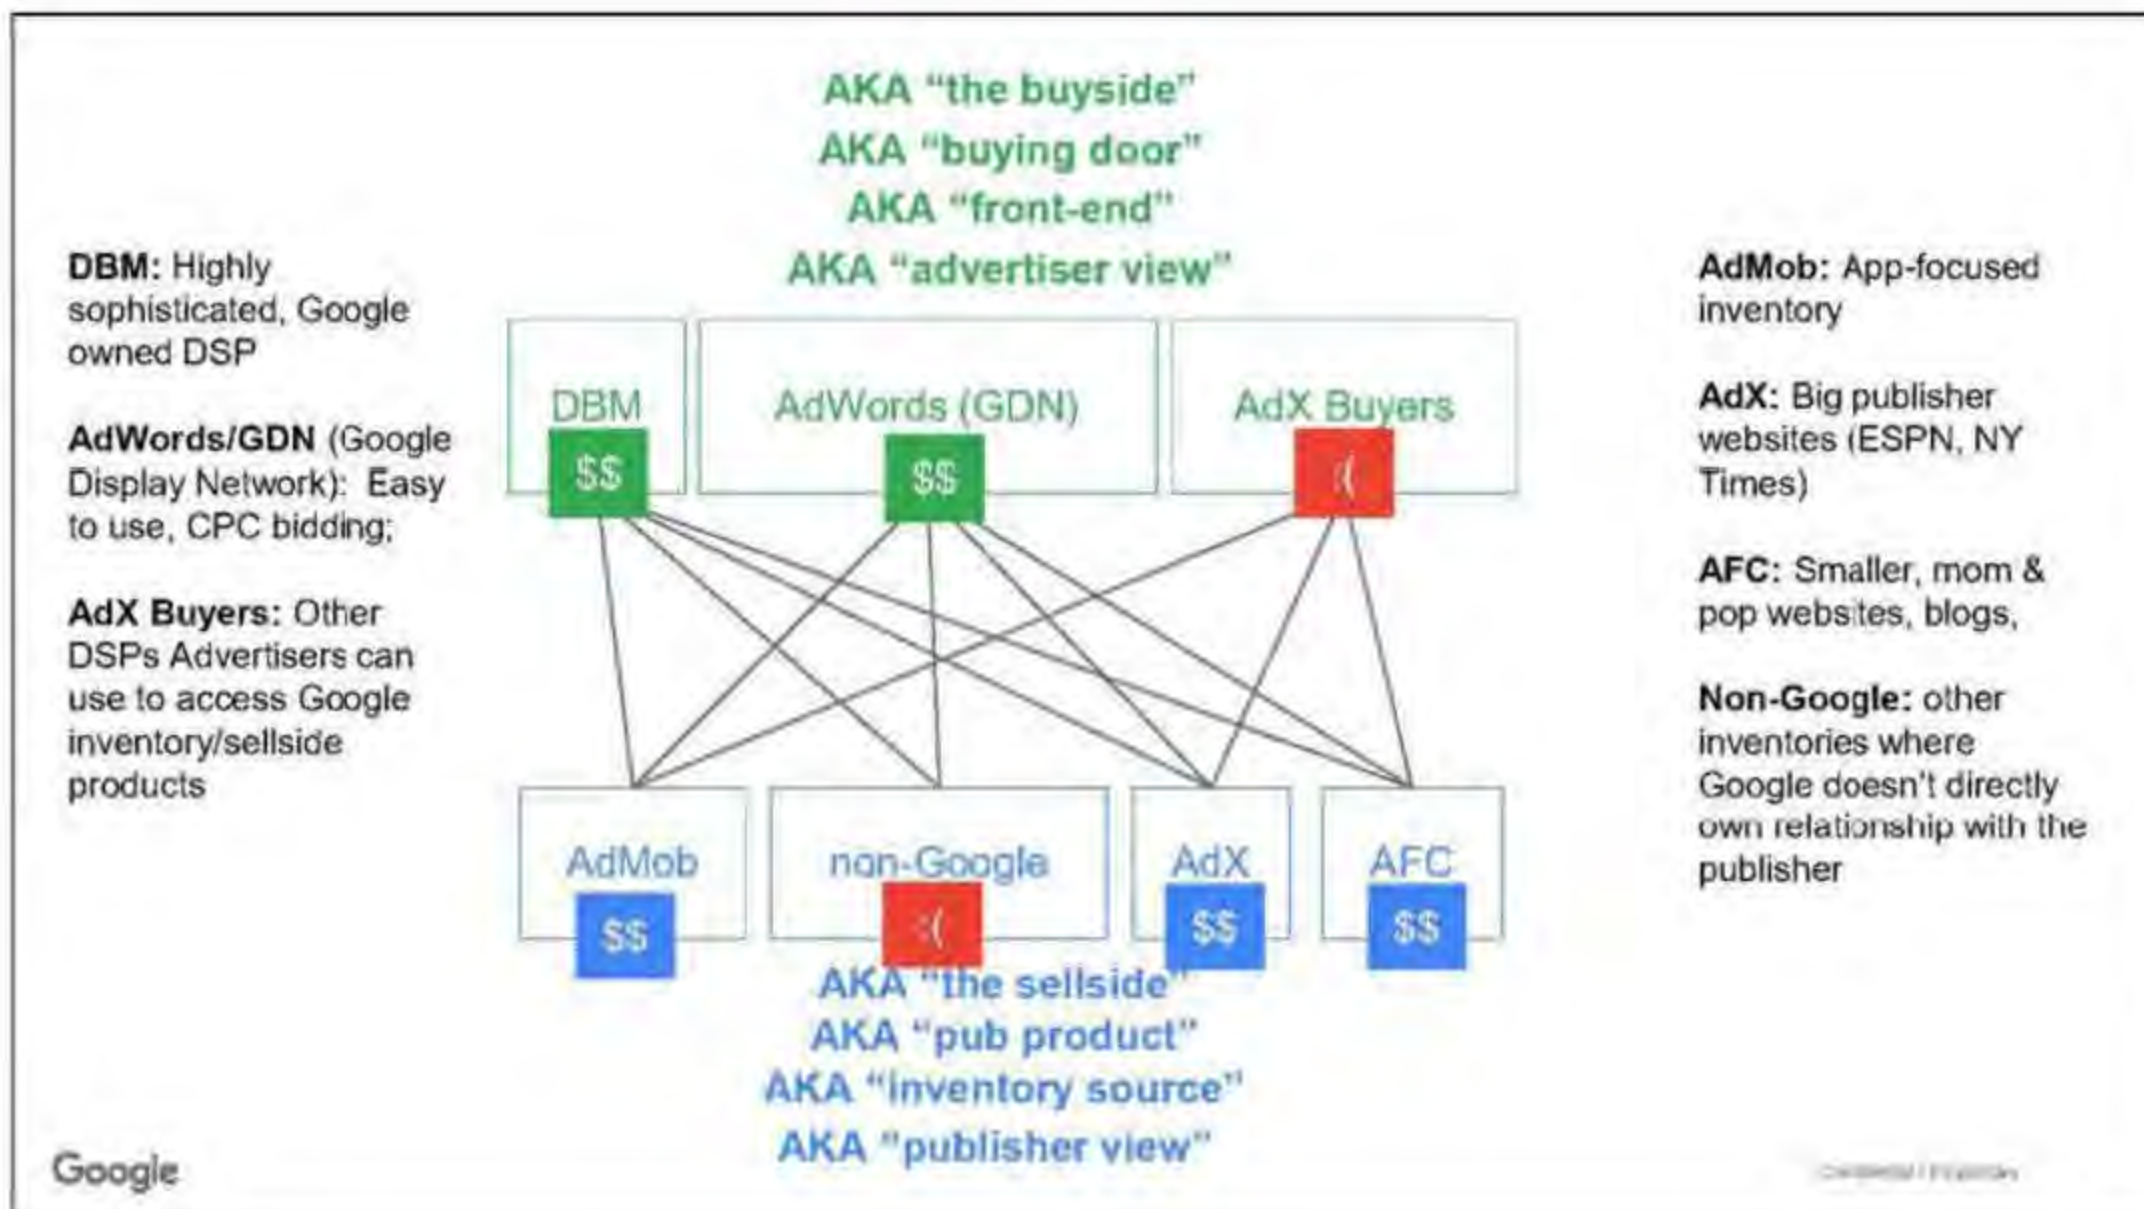 AKA “the buyside”
AKA “buying door”
AKA “front-end”
AKA “advertiser view”
DBM: Highly
sophisticated, Google
owned DSP
AdWords/GDN (Google
Display Network): Easy
to use, CPC bidding;
AdX Buyers: Other
DSPs Advertisers can
use to access Google
inventory/sellside
products
DBM
$$
AdWords (GDN)
$$
AdX Buyers
:(
AdMob
$$
non-Google
:(
AdX
$$
AFC
$$
AKA “the sellside”
AKA “pub product”
AKA “inventory source”
AKA “publisher view”
AdMob: App-focused
inventory
AdX: Big publisher
websites (ESPN, NY
Times)
AFC: Smaller, mom &
pop websites, blogs,
Non-Google: other
inventories where
Google doesn't directly
own relationship with the
publisher
Google